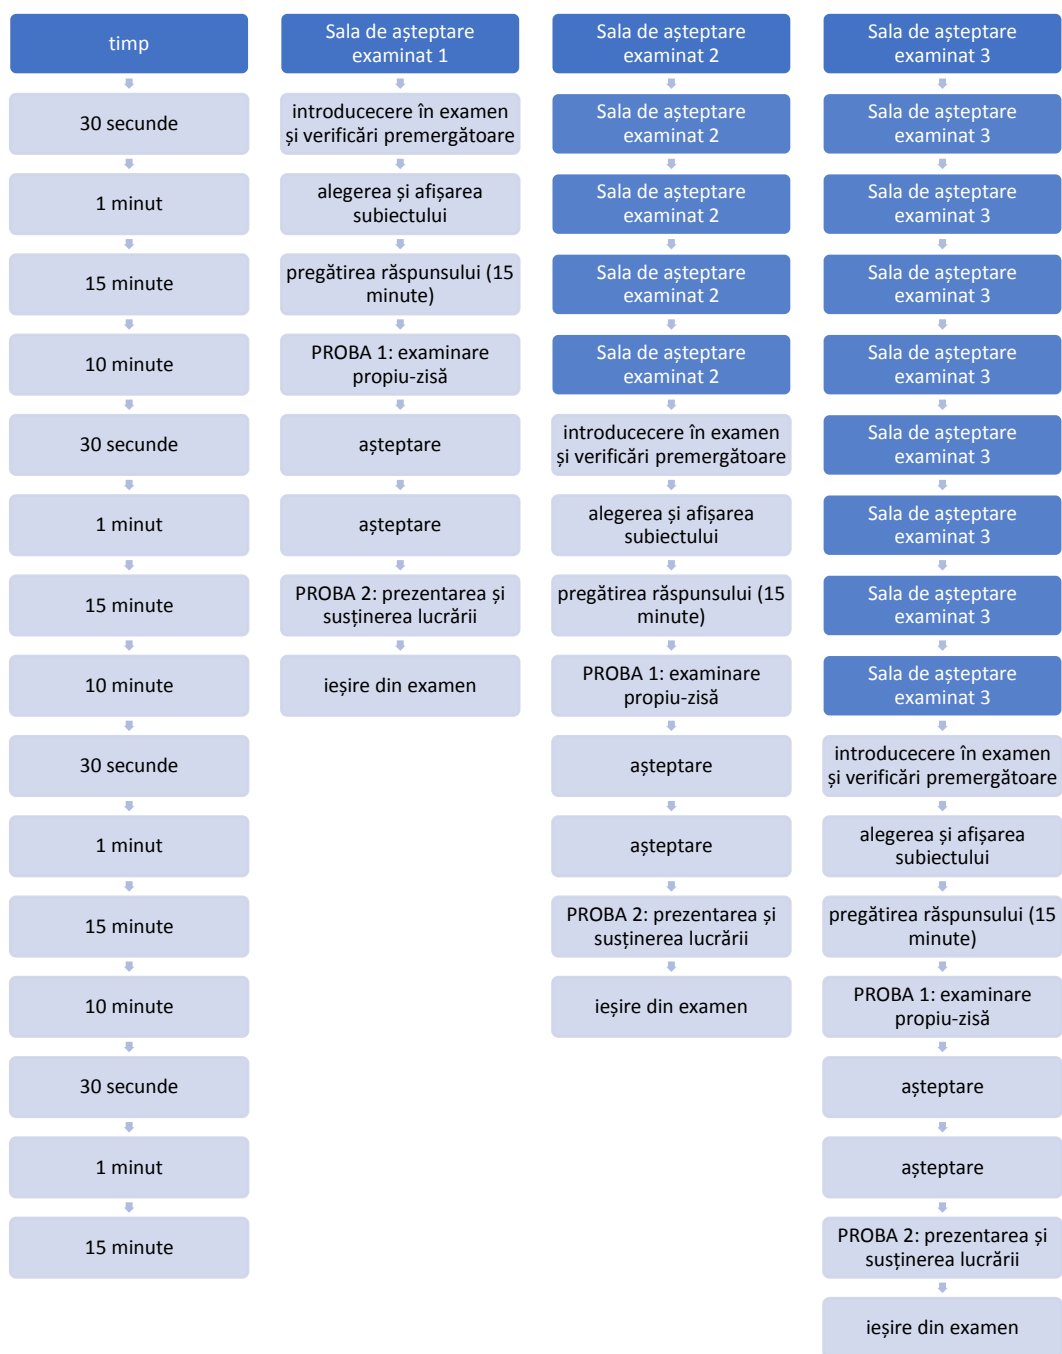 timp
Sala de așteptare
examinat 1
Sala de așteptare
examinat 2
Sala de așteptare
examinat 3
30 secunde
introducecere în examen
și verificări premergătoare
Sala de așteptare
examinat 2
Sala de așteptare
examinat 3
1 minut
alegerea și afișarea
subiectului
Sala de așteptare
examinat 2
Sala de așteptare
examinat 3
15 minute
pregătirea răspunsului (15
minute)
Sala de așteptare
examinat 2
Sala de așteptare
examinat 3
10 minute
PROBA 1: examinare
propiu-zisă
Sala de așteptare
examinat 2
Sala de așteptare
examinat 3
30 secunde
așteptare
introducecere în examen
și verificări premergătoare
Sala de așteptare
examinat 3
1 minut
așteptare
alegerea și afișarea
subiectului
Sala de așteptare
examinat 3
15 minute
PROBA 2: prezentarea și
susținerea lucrării
pregătirea răspunsului (15
minute)
Sala de așteptare
examinat 3
10 minute
ieșire din examen
PROBA 1: examinare
propiu-zisă
Sala de așteptare
examinat 3
30 secunde
așteptare
introducecere în examen
și verificări premergătoare
1 minut
așteptare
alegerea și afișarea
subiectului
15 minute
PROBA 2: prezentarea și
susținerea lucrării
pregătirea răspunsului (15
minute)
10 minute
ieșire din examen
PROBA 1: examinare
propiu-zisă
30 secunde
așteptare
1 minut
așteptare
15 minute
PROBA 2: prezentarea și
susținerea lucrării
ieșire din examen